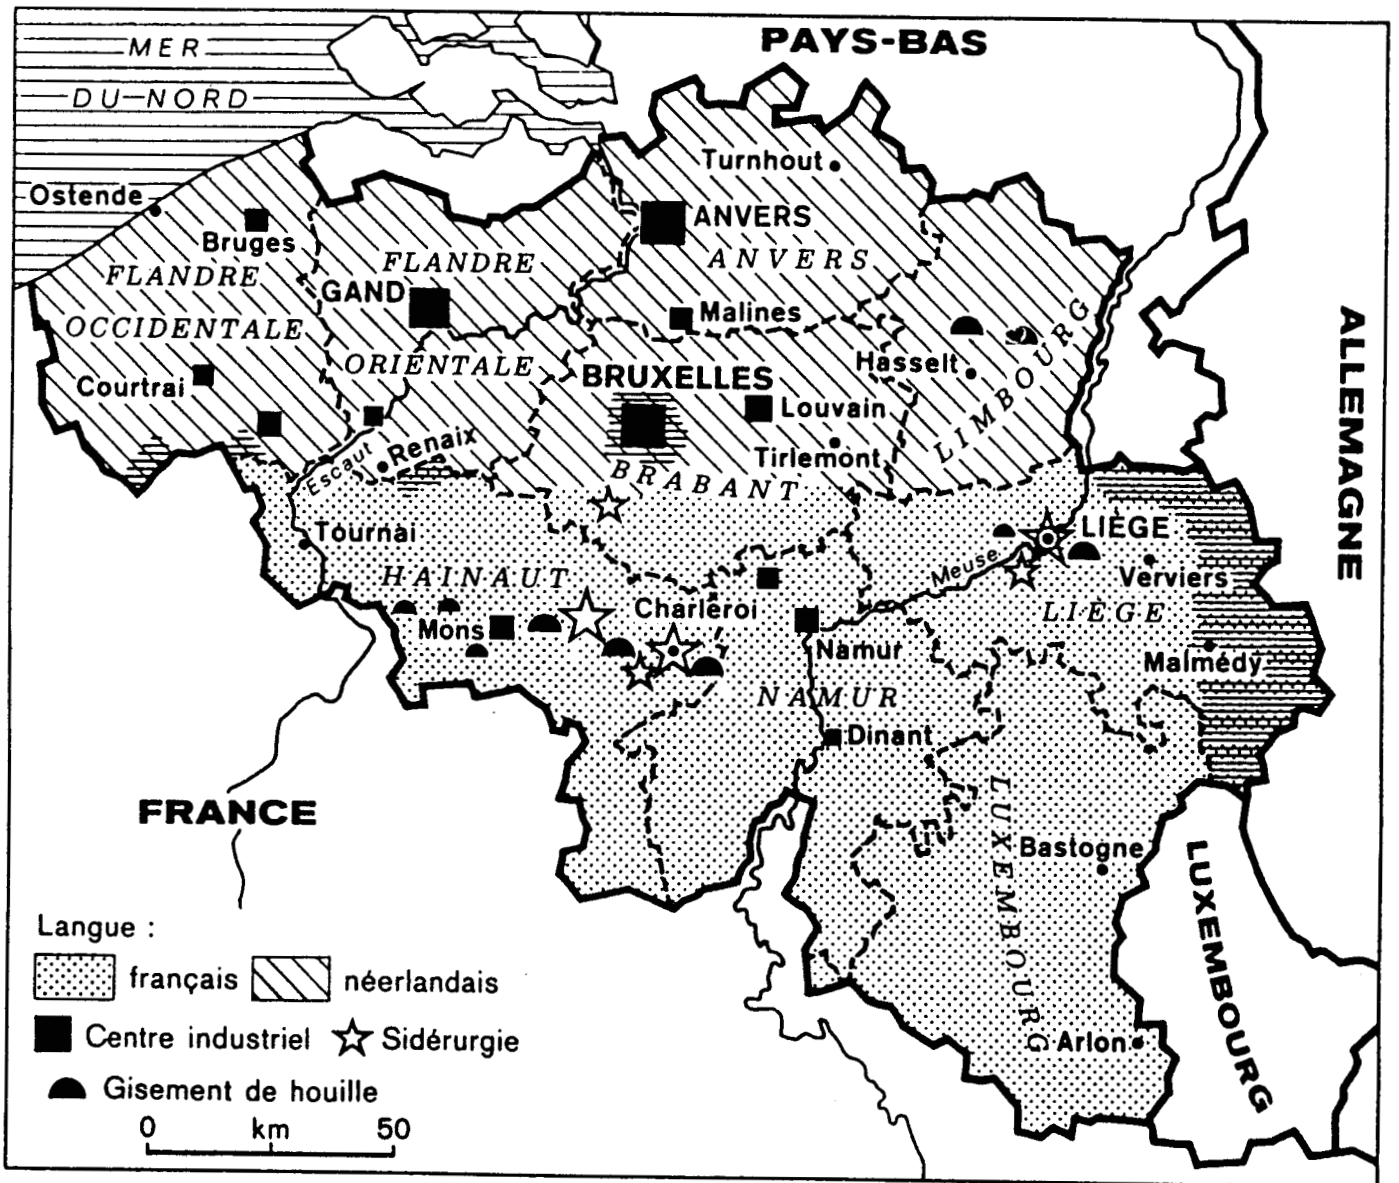 PAYS-BAS
MER
DU NORD
Turnhout
Ostende
ANVERS
Bruges
FLANDRE
FLANDRE
ANVERS
GAND
Malines
OCCIDENTALE
ORIENTALE
Hasselt
LIMBOURG
ALLEMAGNE
Courtrai
BRUXELLES
Louvain
Escaut
Renaix
Tirlemont
BRABANT
Tournai
LIÈGE
Meuse
Verviers
HAINAUT
Charleroi
LIÈGE
Mons
Namur
Malmédy
NAMUR
Dinant
FRANCE
LUXEMBOURG
Bastogne
LUXEMBOURG
Arlon
Langue :
français
néerlandais
Centre industriel
Sidérurgie
Gisement de houille
0 km 50